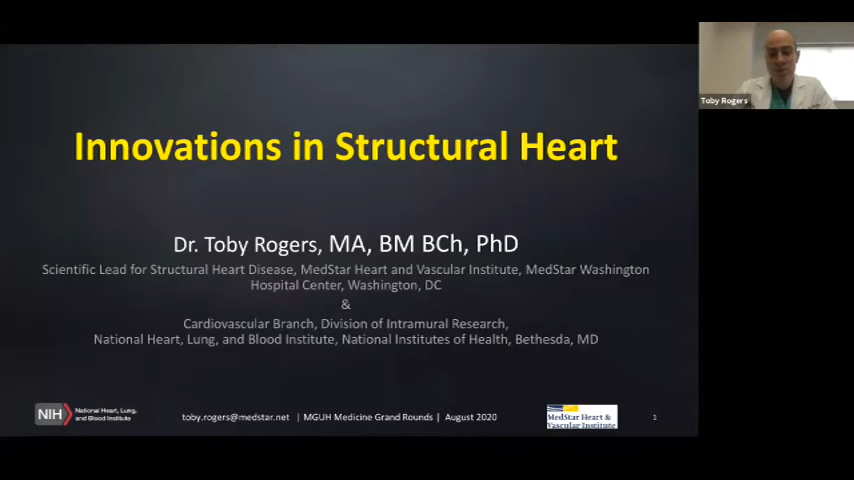 Innovations in Structural Heart
Dr. Toby Rogers, MA, BM BCh, PhD
Scientific Lead for Structural Heart Disease, MedStar Heart and Vascular Institute, MedStar Washington
Hospital Center, Washington, DC
&
Cardiovascular Branch, Division of Intramural Research,
National Heart, Lung, and Blood Institute, National Institutes of Health, Bethesda, MD
NIH National Heart, Lung,
and Blood Institute
toby.rogers@medstar.net | MGUH Medicine Grand Rounds | August 2020
MedStar Heart &
Vascular Institute
1
Toby Rogers